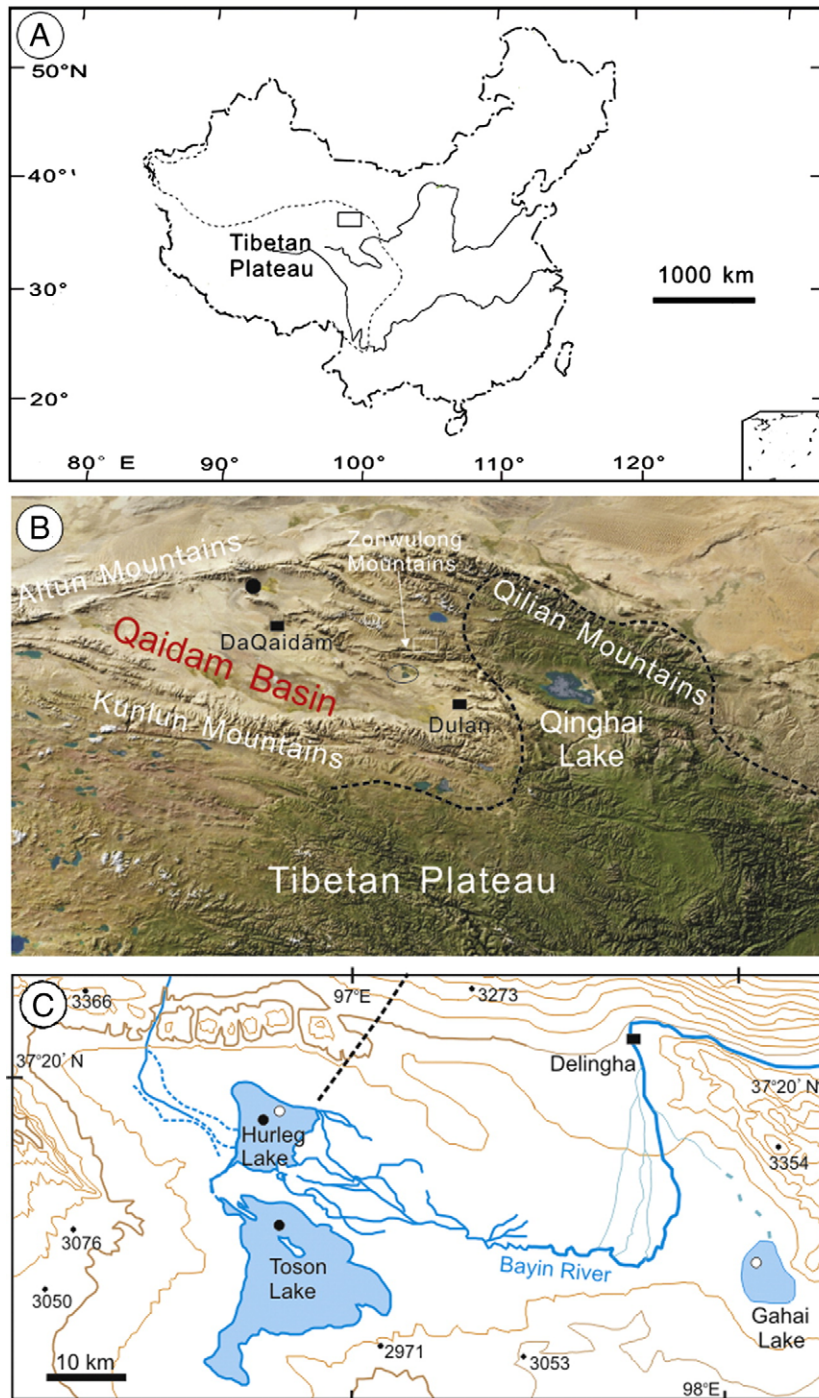 A
50°N
40°'
30°
20°
Tibetan
Plateau
1000 km
80° E
90°
100°
110°
120°
B
Zonwulong
Mountains
Altun Mountains
Qilian Mountains
DaQaidam
Qaidam Basin
Dulan
Kunlun Mountains
Qinghai
Lake
Tibetan Plateau
C
3366
97°E
3273
37°20' N
Delingha
37°20' N
Hurleg
Lake
3354
3076
Toson
Lake
Bayin River
3050
Gahai
Lake
10 km
2971
3053
98°E